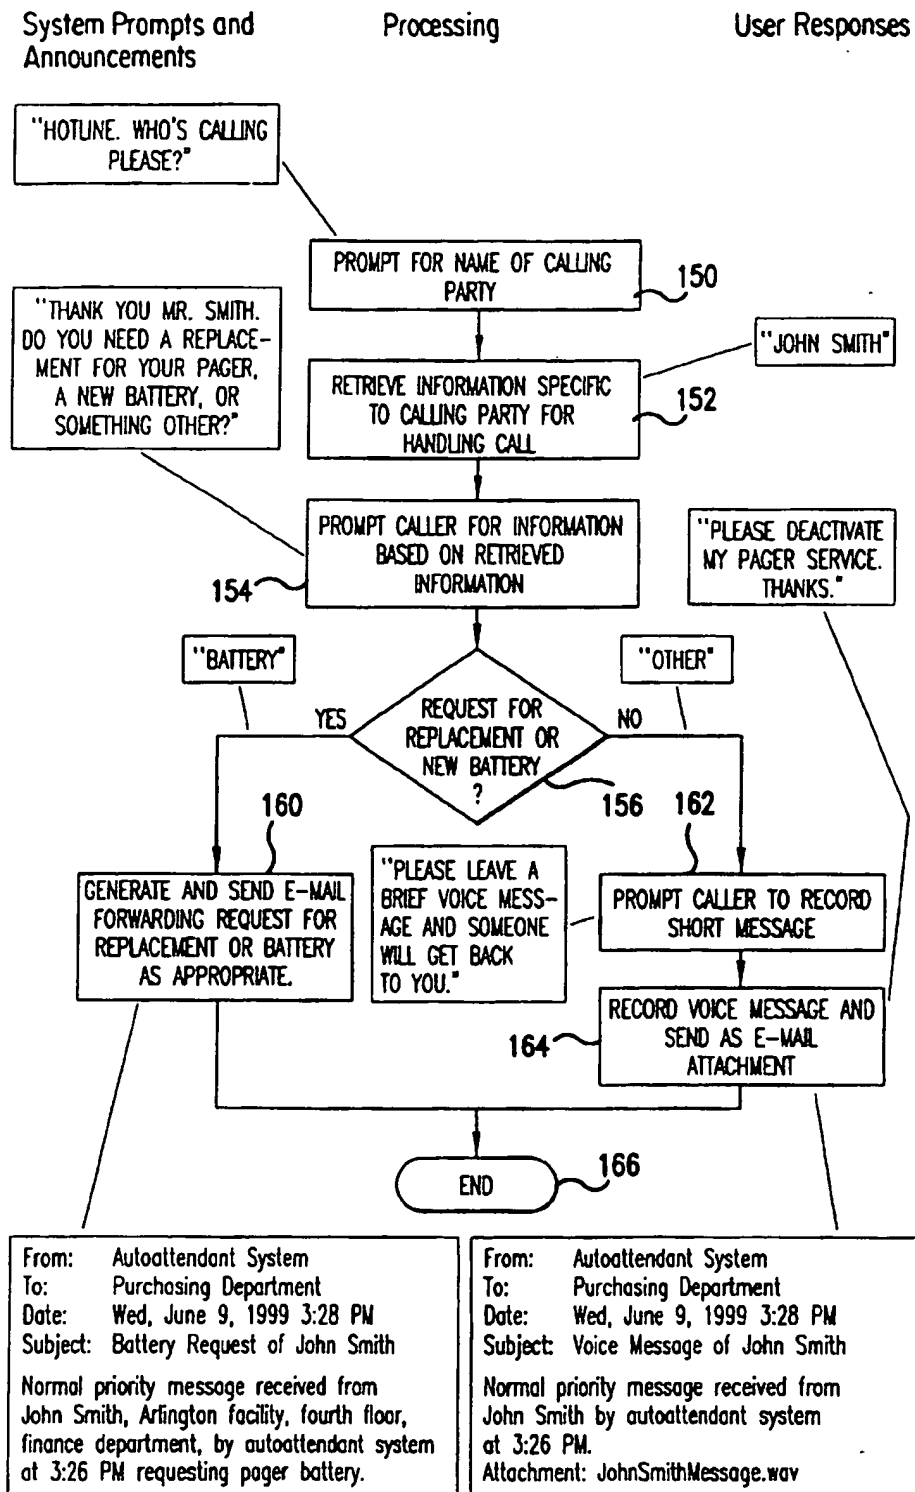 System Prompts and
Announcements
Processing
User Responses
"HOTLINE. WHO'S CALLING
PLEASE?"
PROMPT FOR NAME OF CALLING
PARTY
150
"THANK YOU MR. SMITH.
DO YOU NEED A REPLACE-
MENT FOR YOUR PAGER,
A NEW BATTERY, OR
SOMETHING OTHER?"
"JOHN SMITH"
RETRIEVE INFORMATION SPECIFIC
TO CALLING PARTY FOR
HANDLING CALL
152
PROMPT CALLER FOR INFORMATION
BASED ON RETRIEVED
INFORMATION
154
"PLEASE DEACTIVATE
MY PAGER SERVICE.
THANKS."
"BATTERY"
"OTHER"
YES
REQUEST FOR
REPLACEMENT OR
NEW BATTERY
?
NO
156
160
162
GENERATE AND SEND E-MAIL
FORWARDING REQUEST FOR
REPLACEMENT OR BATTERY
AS APPROPRIATE.
"PLEASE LEAVE A
BRIEF VOICE MESS-
AGE AND SOMEONE
WILL GET BACK
TO YOU."
PROMPT CALLER TO RECORD
SHORT MESSAGE
RECORD VOICE MESSAGE AND
SEND AS E-MAIL
ATTACHMENT
164
END
166
From: Autoattendant System
To: Purchasing Department
Date: Wed, June 9, 1999 3:28 PM
Subject: Battery Request of John Smith
Normal priority message received from
John Smith, Arlington facility, fourth floor,
finance department, by autoattendant system
at 3:26 PM requesting pager battery.
From: Autoattendant System
To: Purchasing Department
Date: Wed, June 9, 1999 3:28 PM
Subject: Voice Message of John Smith
Normal priority message received from
John Smith by autoattendant system
at 3:26 PM.
Attachment: JohnSmithMessage.wav